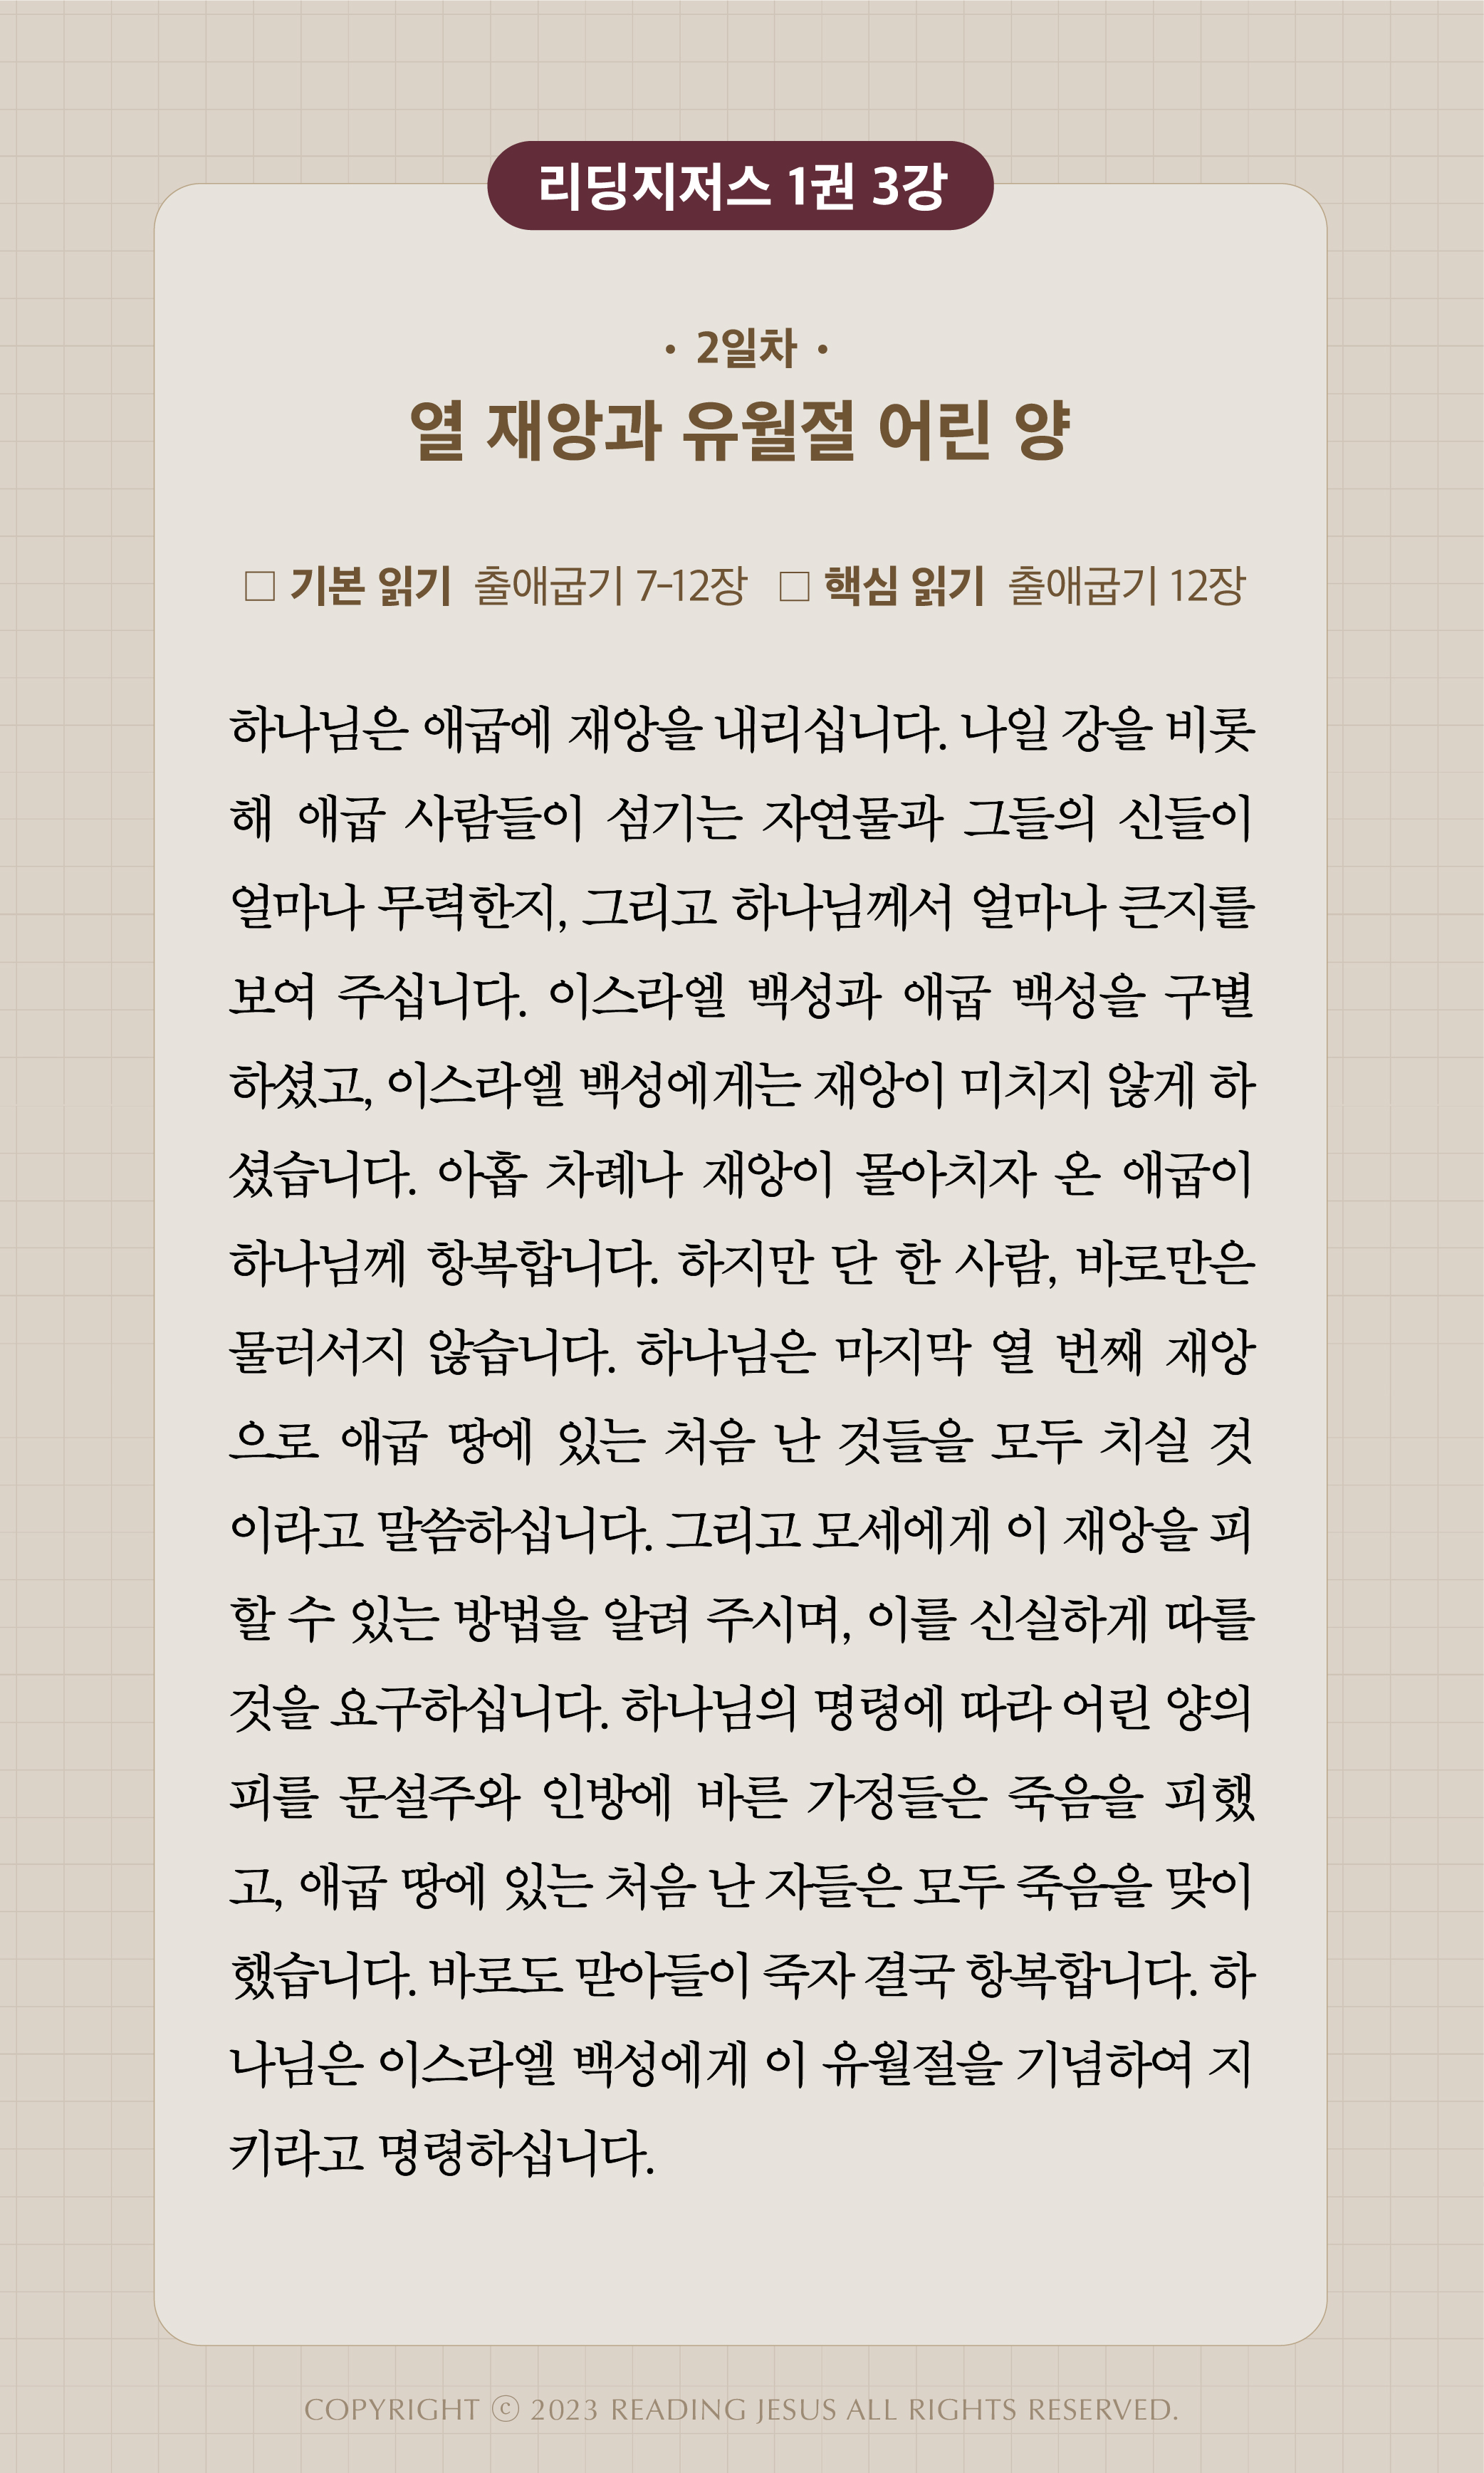 리딩지저스 1권 3강
· 2일차 ·
열 재앙과 유월절 어린 양
□ 기본 읽기 출애굽기 7-12장 □ 핵심 읽기 출애굽기 12장
하나님은 애굽에 재앙을 내리십니다. 나일 강을 비롯
해 애굽 사람들이 섬기는 자연물과 그들의 신들이
얼마나 무력한지, 그리고 하나님께서 얼마나 큰지를
보여 주십니다. 이스라엘 백성과 애굽 백성을 구별
하셨고, 이스라엘 백성에게는 재앙이 미치지 않게 하
셨습니다. 아홉 차례나 재앙이 몰아치자 온 애굽이
하나님께 항복합니다. 하지만 단 한 사람, 바로만은
물러서지 않습니다. 하나님은 마지막 열 번째 재앙
으로 애굽 땅에 있는 처음 난 것들을 모두 치실 것
이라고 말씀하십니다. 그리고 모세에게 이 재앙을 피
할 수 있는 방법을 알려 주시며, 이를 신실하게 따를
것을 요구하십니다. 하나님의 명령에 따라 어린 양의
피를 문설주와 인방에 바른 가정들은 죽음을 피했
고, 애굽 땅에 있는 처음 난 자들은 모두 죽음을 맞이
했습니다. 바로도 맏아들이 죽자 결국 항복합니다. 하
나님은 이스라엘 백성에게 이 유월절을 기념하여 지
키라고 명령하십니다.
COPYRIGHT ⓒ 2023 READING JESUS ALL RIGHTS RESERVED.